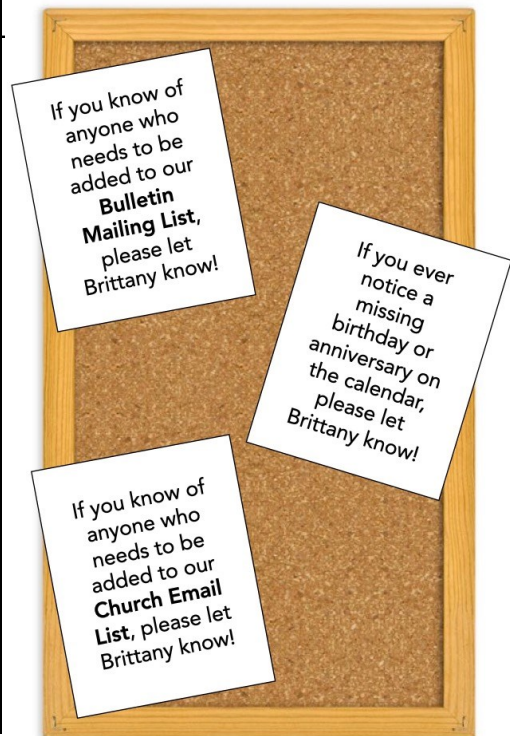 If you know of
anyone who
needs to be
added to our
Bulletin
Mailing List,
please let
Brittany know!
If you ever
notice a
missing
birthday or
anniversary on
the calendar,
please let
Brittany know!
If you know of
anyone who
needs to be
added to our
Church Email
List, please let
Brittany know!